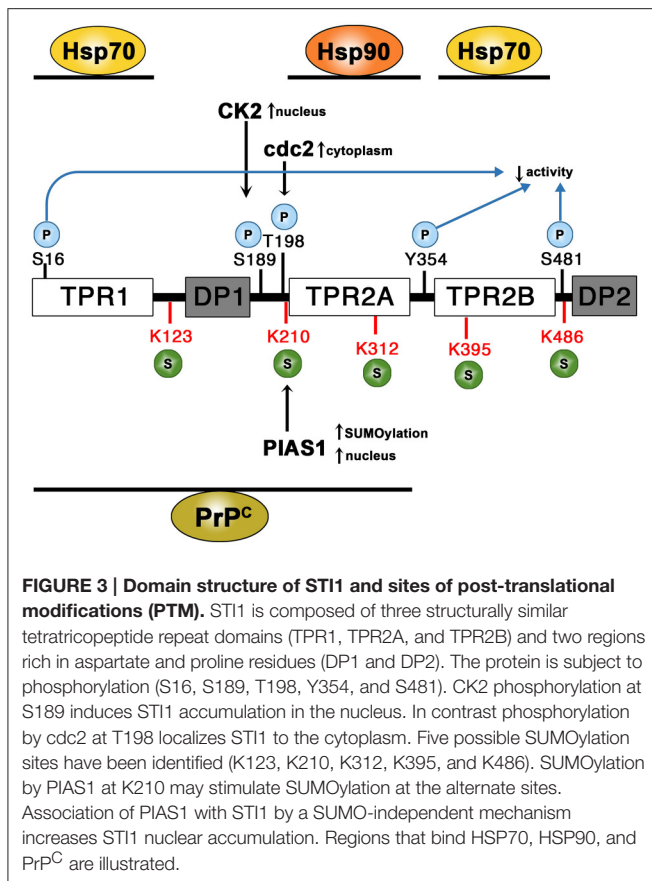 Hsp70 Hsp90 Hsp70
CK2 ↑nucleus
cdc2 ↑cytoplasm
↓ activity
P P P P P
S16 S189 T198 Y354 S481
TPR1 DP1 TPR2A TPR2B DP2
K123 K210 K312 K395 K486
S S S S S
PIAS1 ↑SUMOylation
↑nucleus
PrPᶜ
FIGURE 3 | Domain structure of STI1 and sites of post-translational
modifications (PTM). STI1 is composed of three structurally similar
tetratricopeptide repeat domains (TPR1, TPR2A, and TPR2B) and two regions
rich in aspartate and proline residues (DP1 and DP2). The protein is subject to
phosphorylation (S16, S189, T198, Y354, and S481). CK2 phosphorylation at
S189 induces STI1 accumulation in the nucleus. In contrast phosphorylation
by cdc2 at T198 localizes STI1 to the cytoplasm. Five possible SUMOylation
sites have been identified (K123, K210, K312, K395, and K486). SUMOylation
by PIAS1 at K210 may stimulate SUMOylation at the alternate sites.
Association of PIAS1 with STI1 by a SUMO-independent mechanism
increases STI1 nuclear accumulation. Regions that bind HSP70, HSP90, and
PrPᶜ are illustrated.